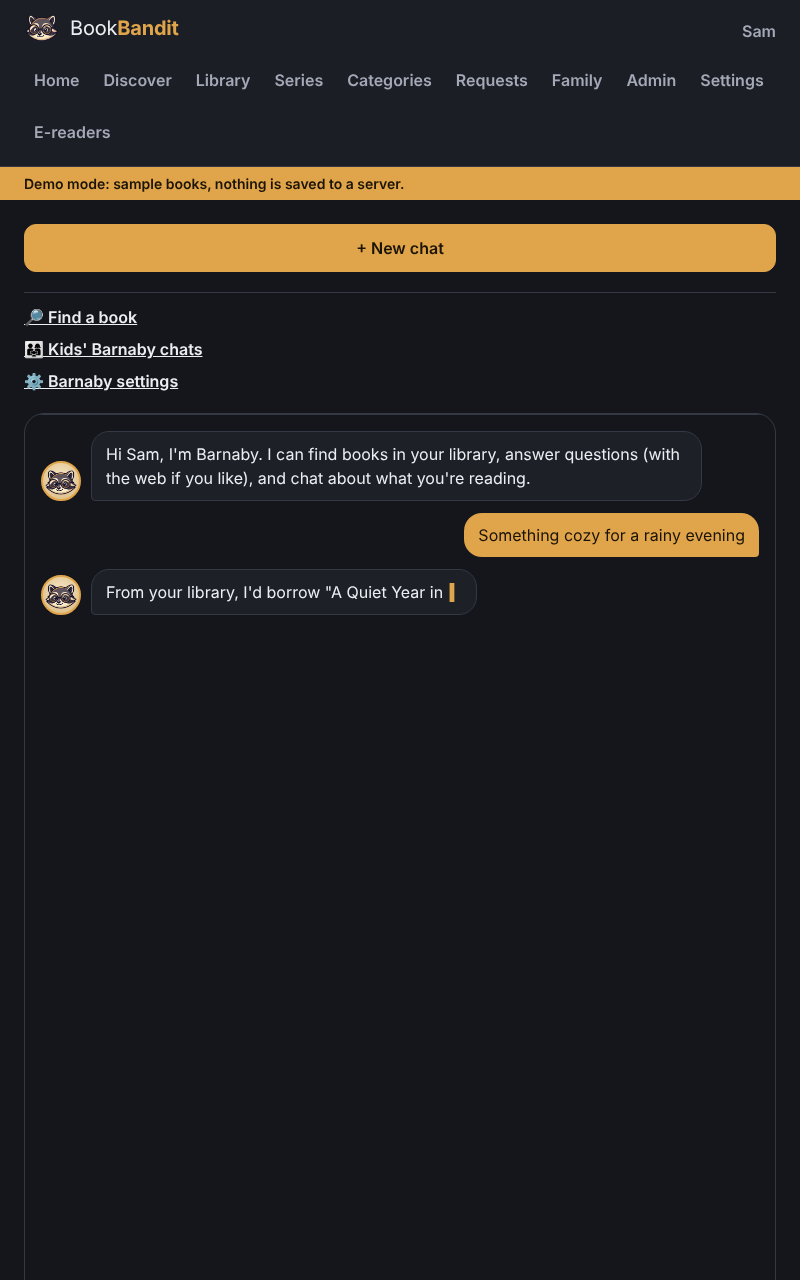 BookBandit
Sam
Home Discover Library Series Categories Requests Family Admin Settings
E-readers
Demo mode: sample books, nothing is saved to a server.
+ New chat
Find a book
Kids' Barnaby chats
Barnaby settings
Hi Sam, I'm Barnaby. I can find books in your library, answer questions (with
the web if you like), and chat about what you're reading.
Something cozy for a rainy evening
From your library, I'd borrow "A Quiet Year in